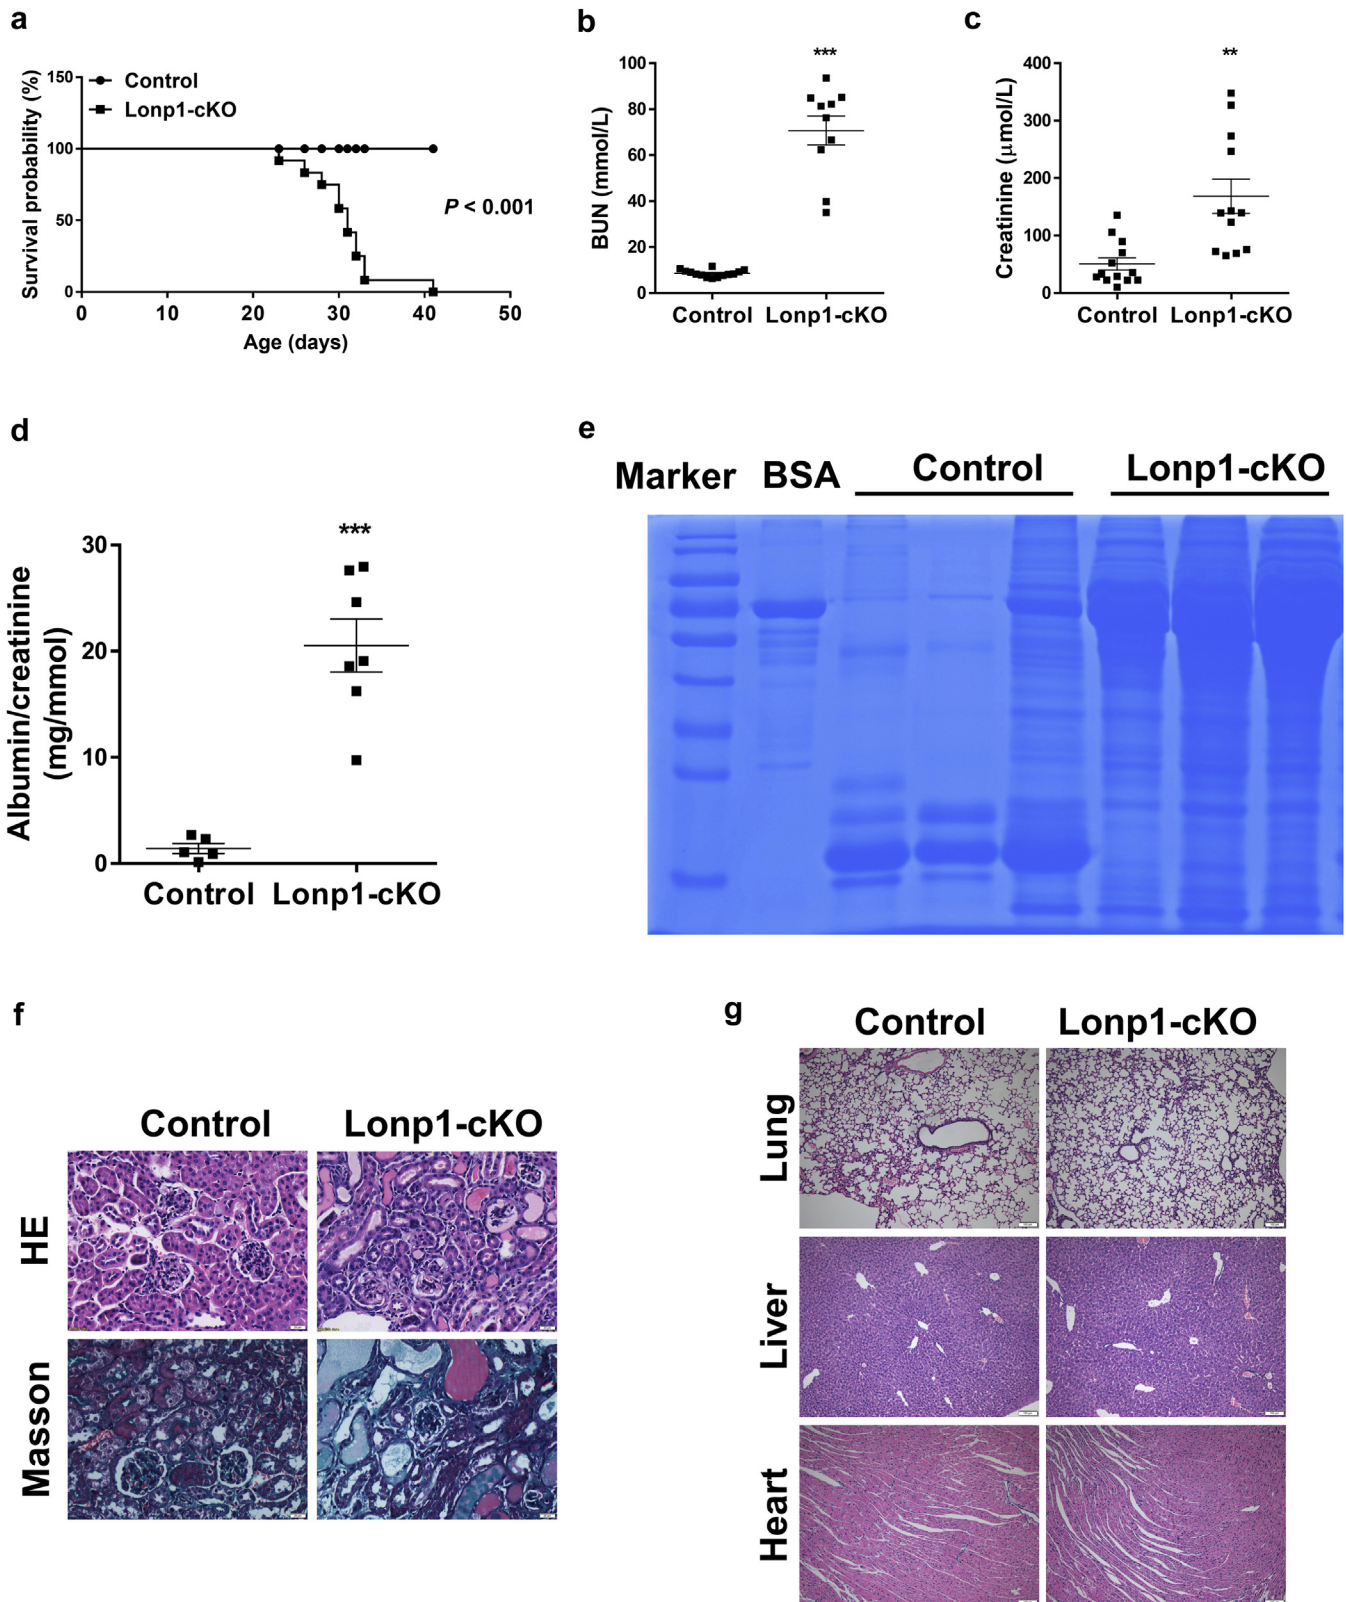 a
Survival probability (%)
150
100
50
0
Control
Lonp1-cKO
P < 0.001
0 10 20 30 40 50
Age (days)
b
BUN (mmol/L)
100
80
60
40
20
0
***
Control Lonp1-cKO
c
Creatinine (μmol/L)
400
300
200
100
0
**
Control Lonp1-cKO
d
Albumin/creatinine
(mg/mmol)
30
20
10
0
***
Control Lonp1-cKO
e
Marker BSA Control Lonp1-cKO
f
Control Lonp1-cKO
HE
Masson
g
Control Lonp1-cKO
Lung
Liver
Heart